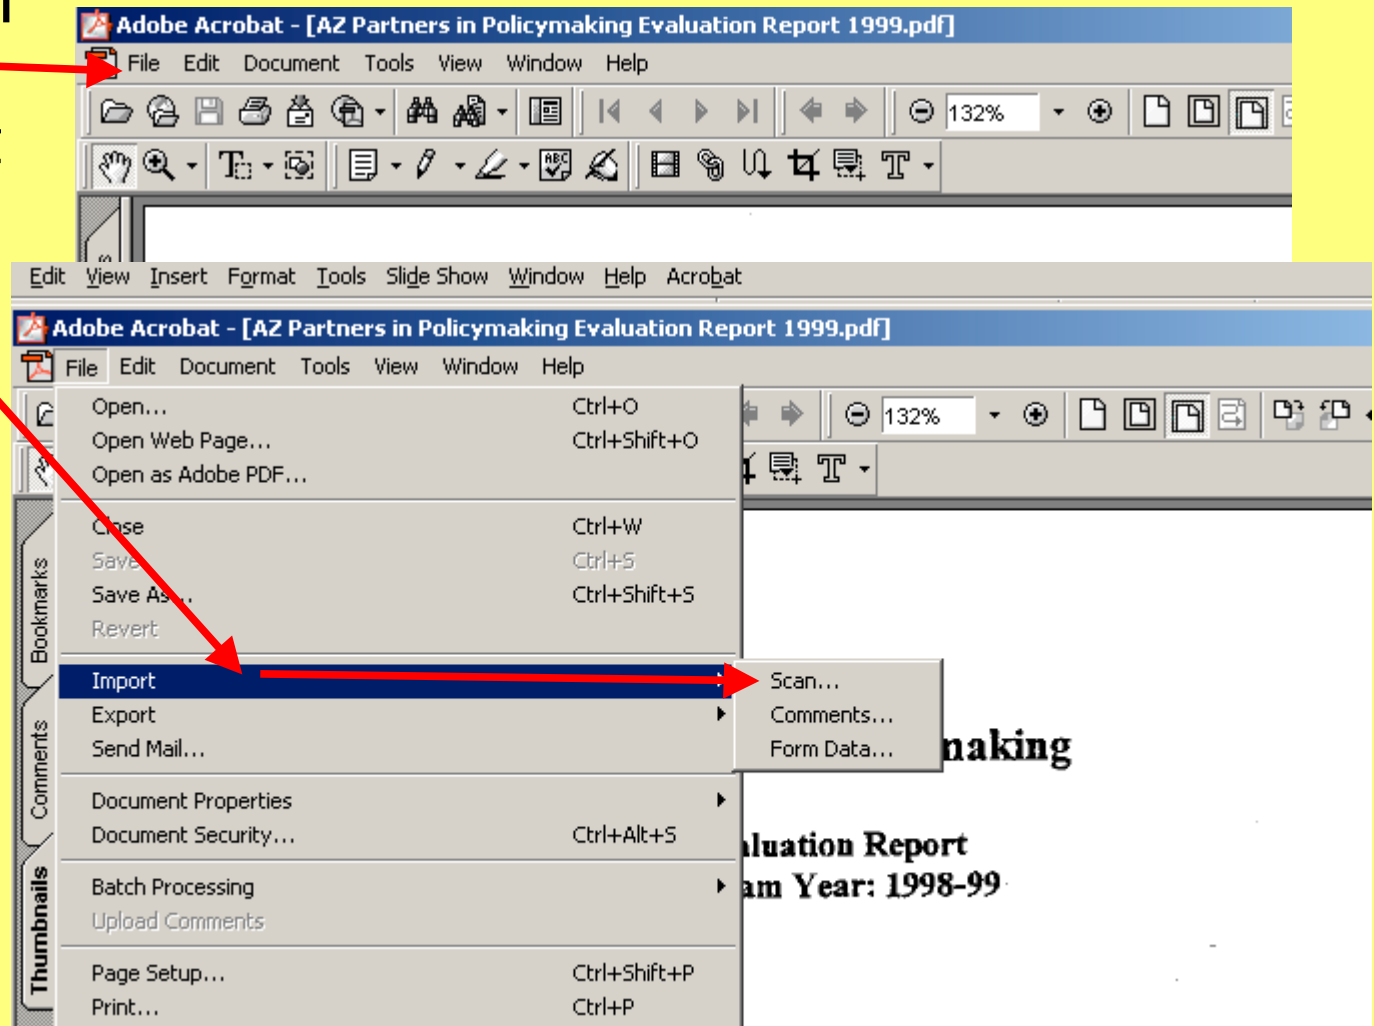 Adobe Acrobat - [AZ Partners in Policymaking Evaluation Report 1999.pdf]
File Edit Document Tools View Window Help
132%
Edit View Insert Format Tools Slide Show Window Help Acrobat
Adobe Acrobat - [AZ Partners in Policymaking Evaluation Report 1999.pdf]
File Edit Document Tools View Window Help
Open... Ctrl+O
132%
Open Web Page... Ctrl+Shift+O
Open as Adobe PDF...
Close Ctrl+W
Save Ctrl+S
Save As... Ctrl+Shift+S
Revert
Import
Export
Send Mail...
Scan...
Comments...
Form Data...
making
Document Properties
Document Security... Ctrl+Alt+S
aluation Report
am Year: 1998-99
Batch Processing
Upload Comments
Page Setup... Ctrl+Shift+P
Print... Ctrl+P
Bookmarks
Comments
Thumbnails